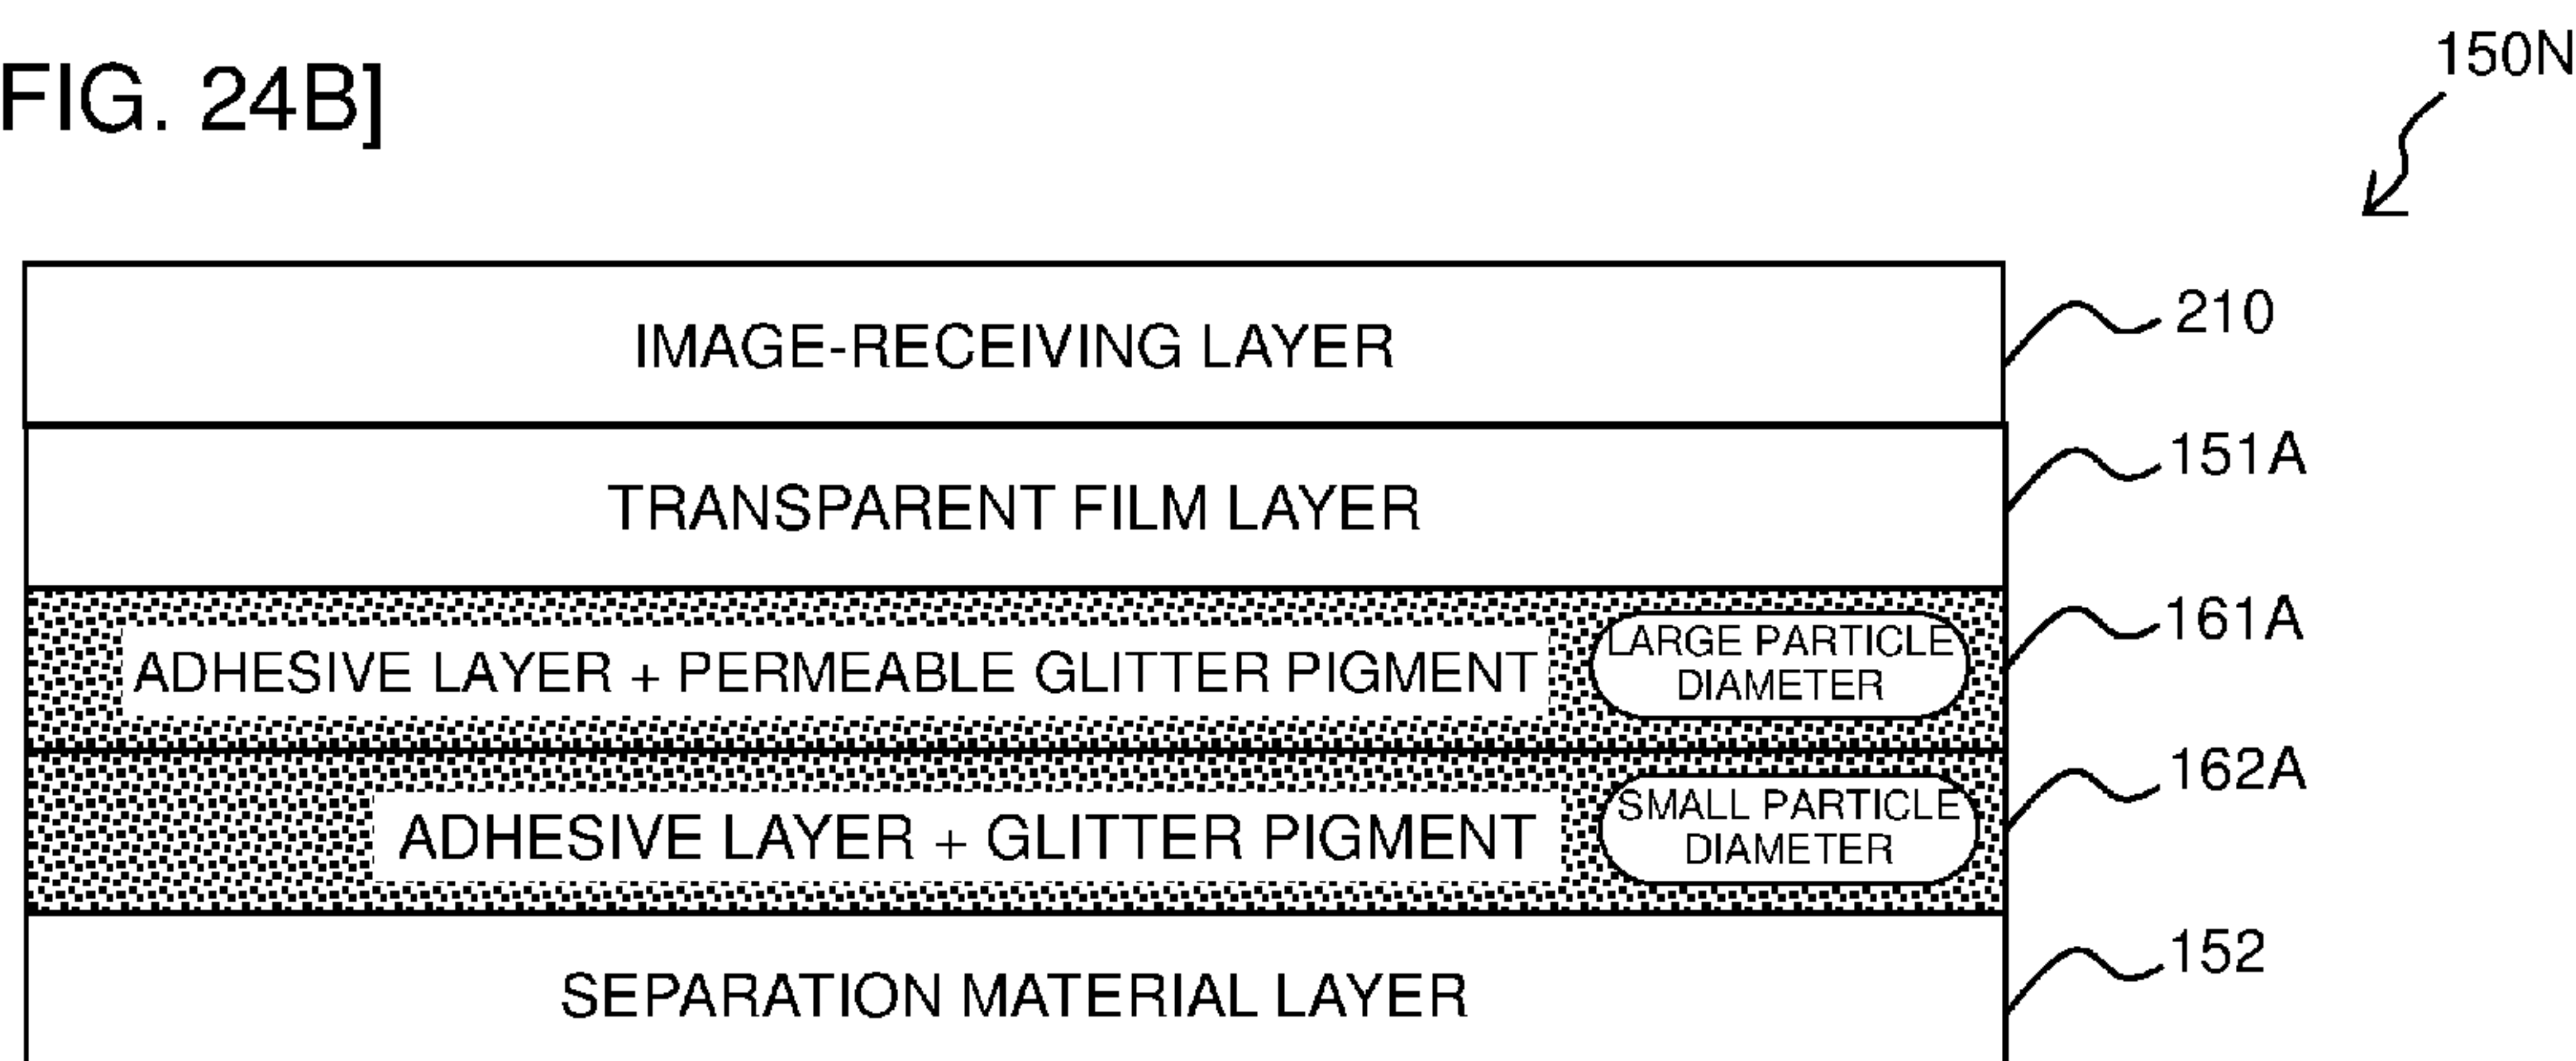 FIG. 24B]
150N
IMAGE-RECEIVING LAYER
210
TRANSPARENT FILM LAYER
151A
ADHESIVE LAYER + PERMEABLE GLITTER PIGMENT
LARGE PARTICLE
DIAMETER
161A
ADHESIVE LAYER + GLITTER PIGMENT
SMALL PARTICLE
DIAMETER
162A
SEPARATION MATERIAL LAYER
152